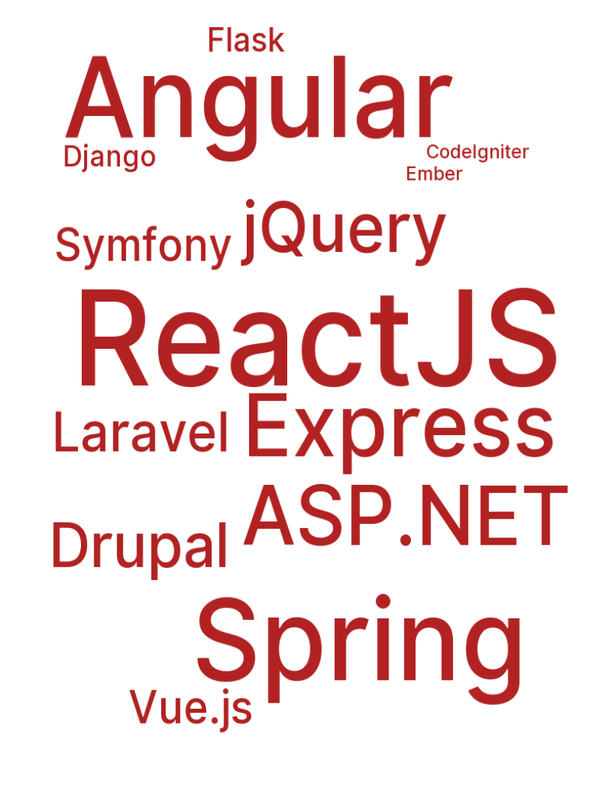 Flask
Angular
Django
CodeIgniter
Ember
jQuery
Symfony
ReactJS
Express
Laravel
ASP.NET
Drupal
Spring
Vue.js